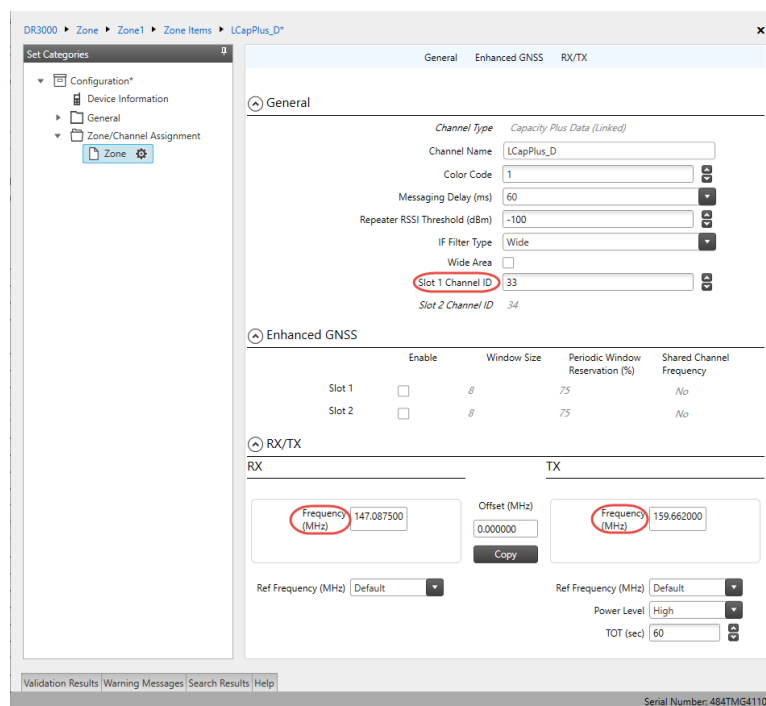 DR3000 Zone Zone1 Zone Items LCapPlus_D*
Set Categories
Configuration*
Device Information
General
Zone/Channel Assignment
Zone
General Enhanced GNSS RX/TX
General
Channel Type Capacity Plus Data (Linked)
Channel Name LCapPlus_D
Color Code 1
Messaging Delay (ms) 60
Repeater RSSI Threshold (dBm) -100
IF Filter Type Wide
Wide Area
Slot 1 Channel ID 33
Slot 2 Channel ID 34
Enhanced GNSS
Enable Window Size Periodic Window Shared Channel
Reservation (%) Frequency
Slot 1 8 75 No
Slot 2 8 75 No
RX/TX
RX TX
Offset (MHz)
Frequency 147.087500 Frequency 159.662000
(MHz) 0.000000 (MHz)
Copy
Ref Frequency (MHz) Default Ref Frequency (MHz) Default
Power Level High
TOT (sec) 60
Validation Results Warning Messages Search Results Help
Serial Number: 484TMG4110